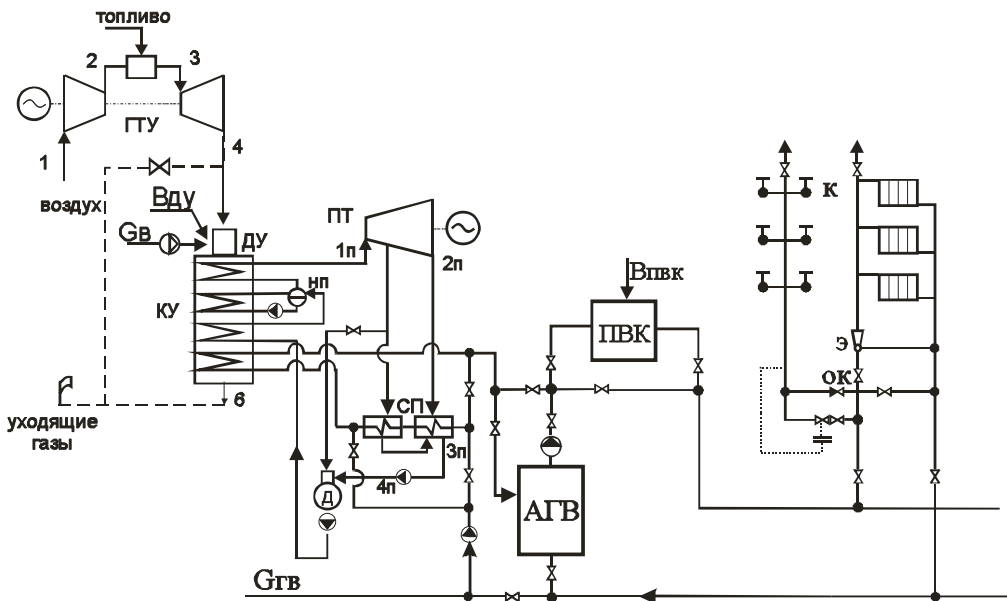 топливо
2
3
ГТУ
1
4
воздух
Вду
Gв
ДУ
ПТ
1п
2п
нп
КУ
6
уходящие
газы
СП
3п
4п
Д
Впвк
ПВК
АГВ
к
Э
ОК
Gгв